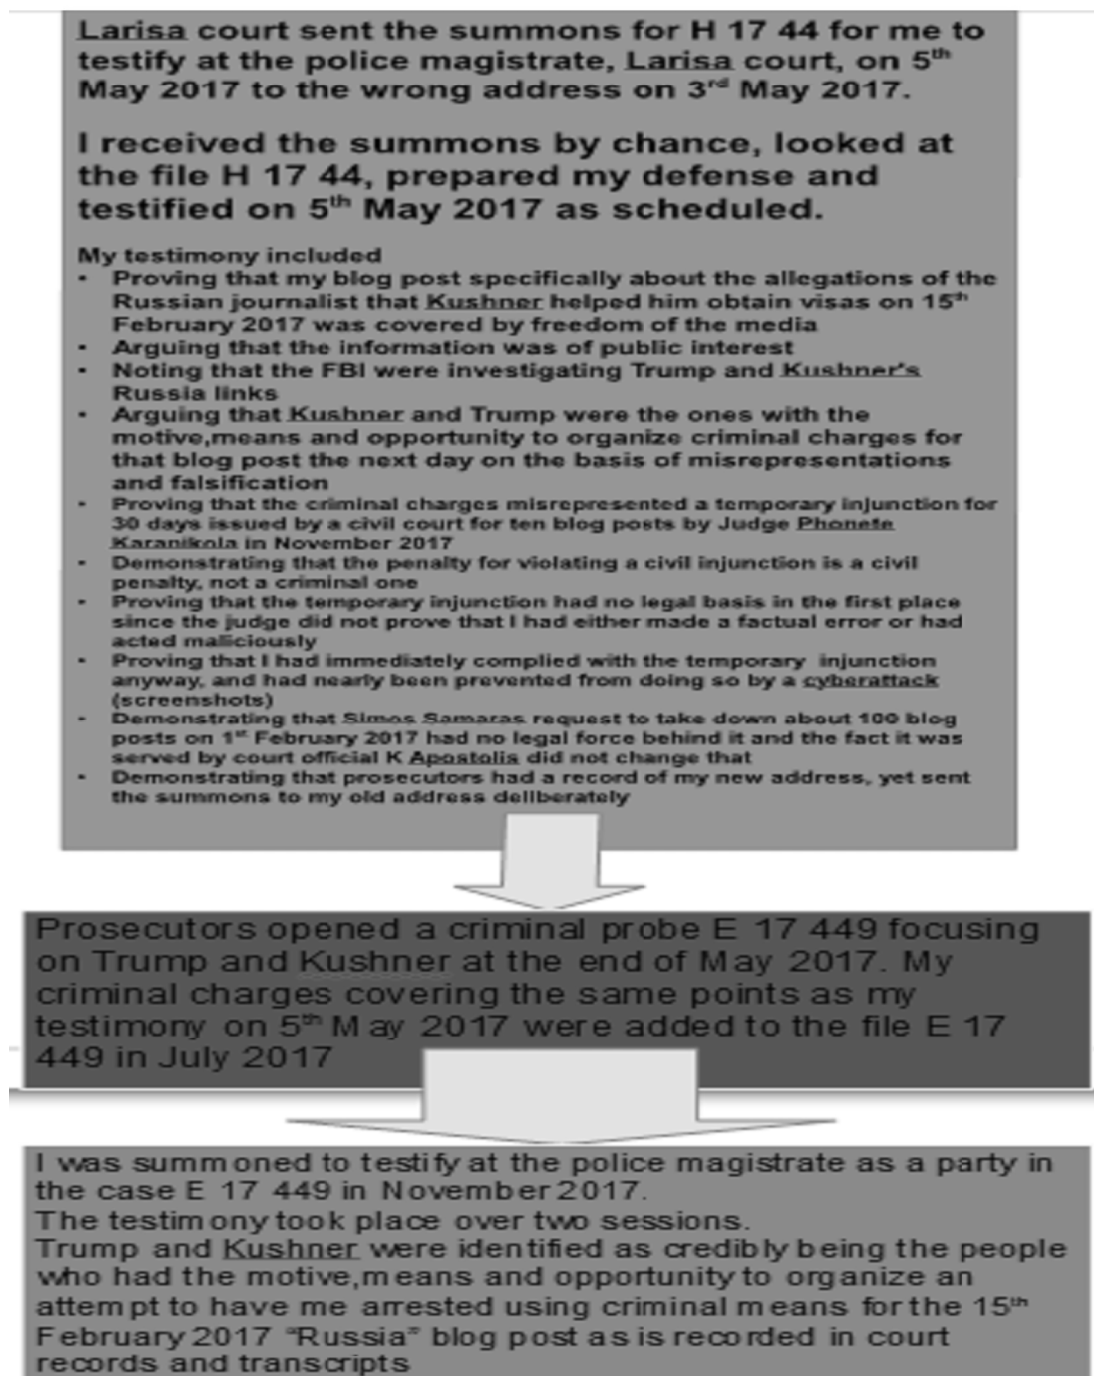 Larisa court sent the summons for H 17 44 for me to
testify at the police magistrate, Larisa court, on 5th
May 2017 to the wrong address on 3rd May 2017.
I received the summons by chance, looked at
the file H 17 44, prepared my defense and
testified on 5th May 2017 as scheduled.
My testimony included
• Proving that my blog post specifically about the allegations of the
Russian journalist that Kushner helped him obtain visas on 15th
February 2017 was covered by freedom of the media
• Arguing that the information was of public interest
• Noting that the FBI were investigating Trump and Kushner's
Russia links
• Arguing that Kushner and Trump were the ones with the
motive,means and opportunity to organize criminal charges for
that blog post the next day on the basis of misrepresentations
and falsification
• Proving that the criminal charges misrepresented a temporary injunction for
30 days issued by a civil court for ten blog posts by Judge Phonete
Karanikola in November 2017
• Demonstrating that the penalty for violating a civil injunction is a civil
penalty, not a criminal one
• Proving that the temporary injunction had no legal basis in the first place
since the judge did not prove that I had either made a factual error or had
acted maliciously
• Proving that I had immediately complied with the temporary injunction
anyway, and had nearly been prevented from doing so by a cyberattack
(screenshots)
• Demonstrating that Simos Samaras request to take down about 100 blog
posts on 1st February 2017 had no legal force behind it and the fact it was
served by court official K Apostolis did not change that
• Demonstrating that prosecutors had a record of my new address, yet sent
the summons to my old address deliberately
Prosecutors opened a criminal probe E 17 449 focusing
on Trump and Kushner at the end of May 2017. My
criminal charges covering the same points as my
testimony on 5th May 2017 were added to the file E 17
449 in July 2017
I was summoned to testify at the police magistrate as a party in
the case E 17 449 in November 2017.
The testimony took place over two sessions.
Trump and Kushner were identified as credibly being the people
who had the motive,means and opportunity to organize an
attempt to have me arrested using criminal means for the 15th
February 2017 "Russia" blog post as is recorded in court
records and transcripts